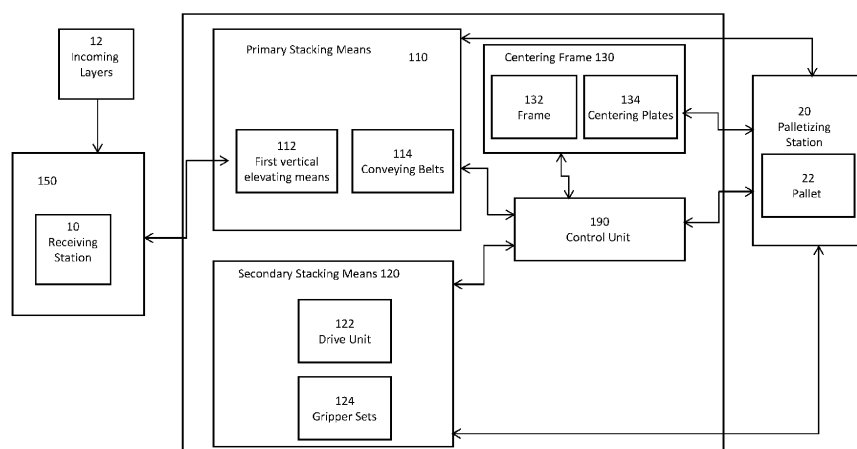 12
Incoming
Layers
150
10
Receiving
Station
Primary Stacking Means
110
112
First vertical
elevating means
114
Conveying Belts
Centering Frame 130
132
Frame
134
Centering Plates
20
Palletizing
Station
22
Pallet
190
Control Unit
Secondary Stacking Means 120
122
Drive Unit
124
Gripper Sets